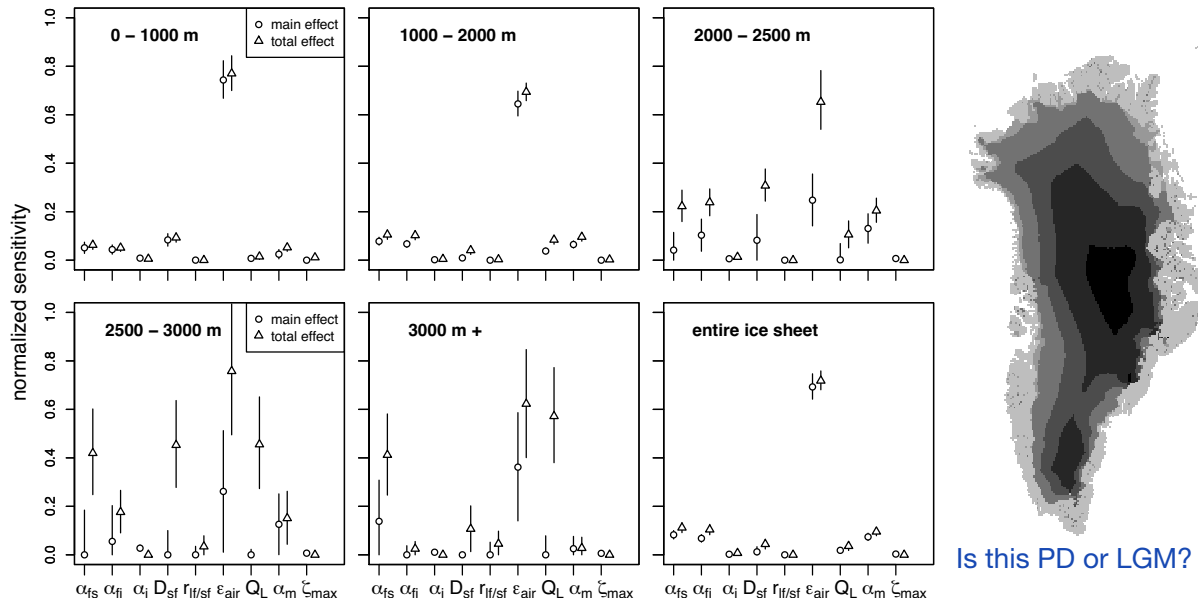 0 – 1000 m
main effect
total effect
1000 – 2000 m
2000 – 2500 m
1.0
0.8
0.6
0.4
0.2
0.0
normalized sensitivity
2500 – 3000 m
main effect
total effect
3000 m +
entire ice sheet
1.0
0.8
0.6
0.4
0.2
0.0
αfs αfi αi Dsf rlf/sf εair QL αm ζmax
αfs αfi αi Dsf rlf/sf εair QL αm ζmax
αfs αfi αi Dsf rlf/sf εair QL αm ζmax
Is this PD or LGM?